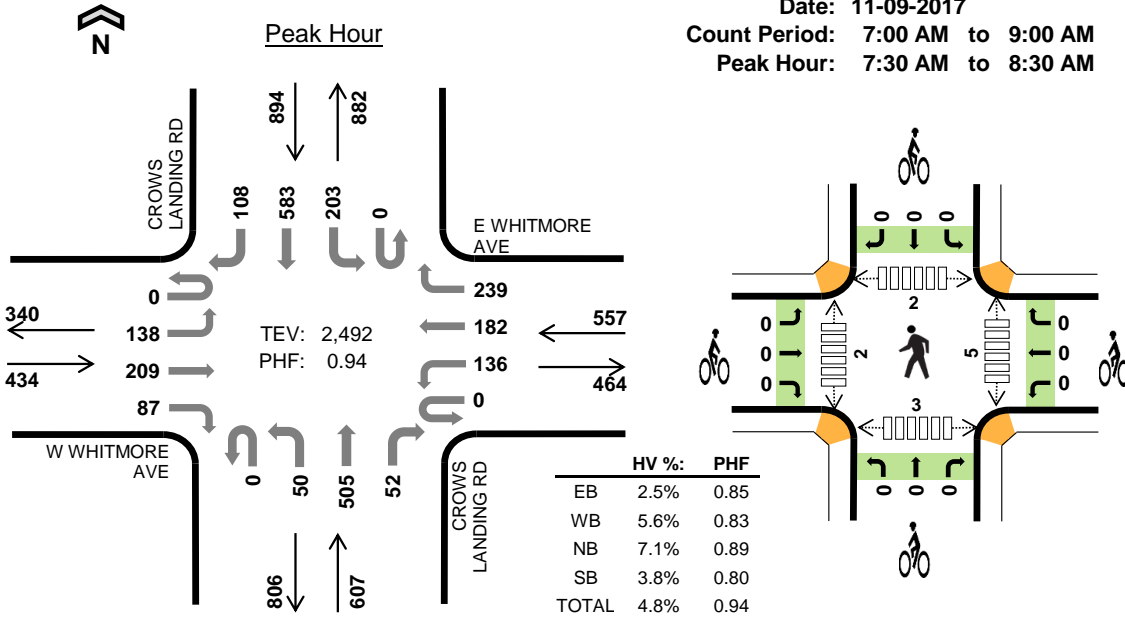 Date: 11-09-2017
Count Period: 7:00 AM to 9:00 AM
Peak Hour: 7:30 AM to 8:30 AM
N
Peak Hour
894
882
CROWS
LANDING RD
108
583
203
0
E WHITMORE
AVE
0
138
209
87
340
434
TEV: 2,492
PHF: 0.94
239
182
136
0
557
464
W WHITMORE
AVE
0
50
505
52
CROWS
LANDING RD
806
607
HV %: PHF
EB 2.5% 0.85
WB 5.6% 0.83
NB 7.1% 0.89
SB 3.8% 0.80
TOTAL 4.8% 0.94
0 0 0
2
0
0
0
2
5
0
0
0
3
0 0 0